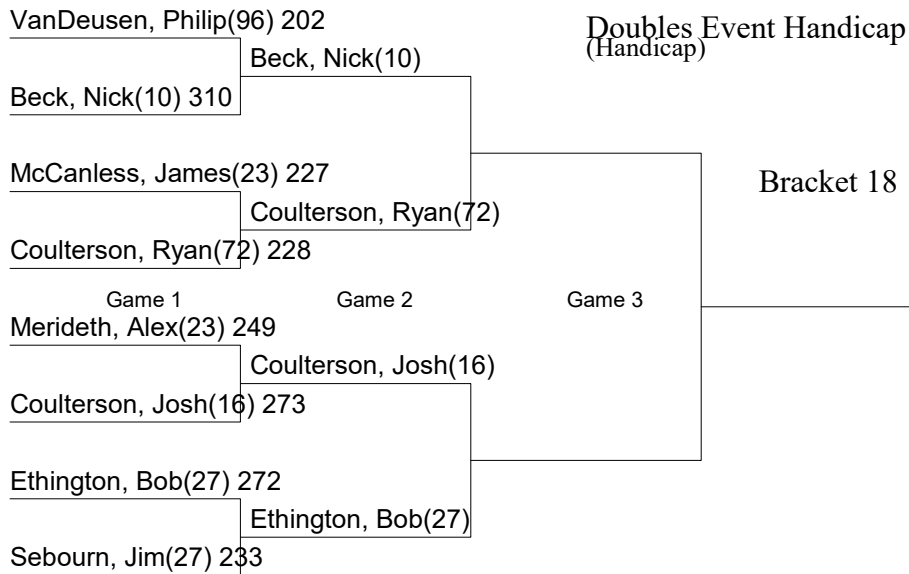 VanDeusen, Philip(96) 202
Doubles Event Handicap
(Handicap)
Beck, Nick(10)
Beck, Nick(10) 310
McCanless, James(23) 227
Bracket 18
Coulterson, Ryan(72)
Coulterson, Ryan(72) 228
Game 1
Game 2
Game 3
Merideth, Alex(23) 249
Coulterson, Josh(16)
Coulterson, Josh(16) 273
Ethington, Bob(27) 272
Ethington, Bob(27)
Sebourn, Jim(27) 233